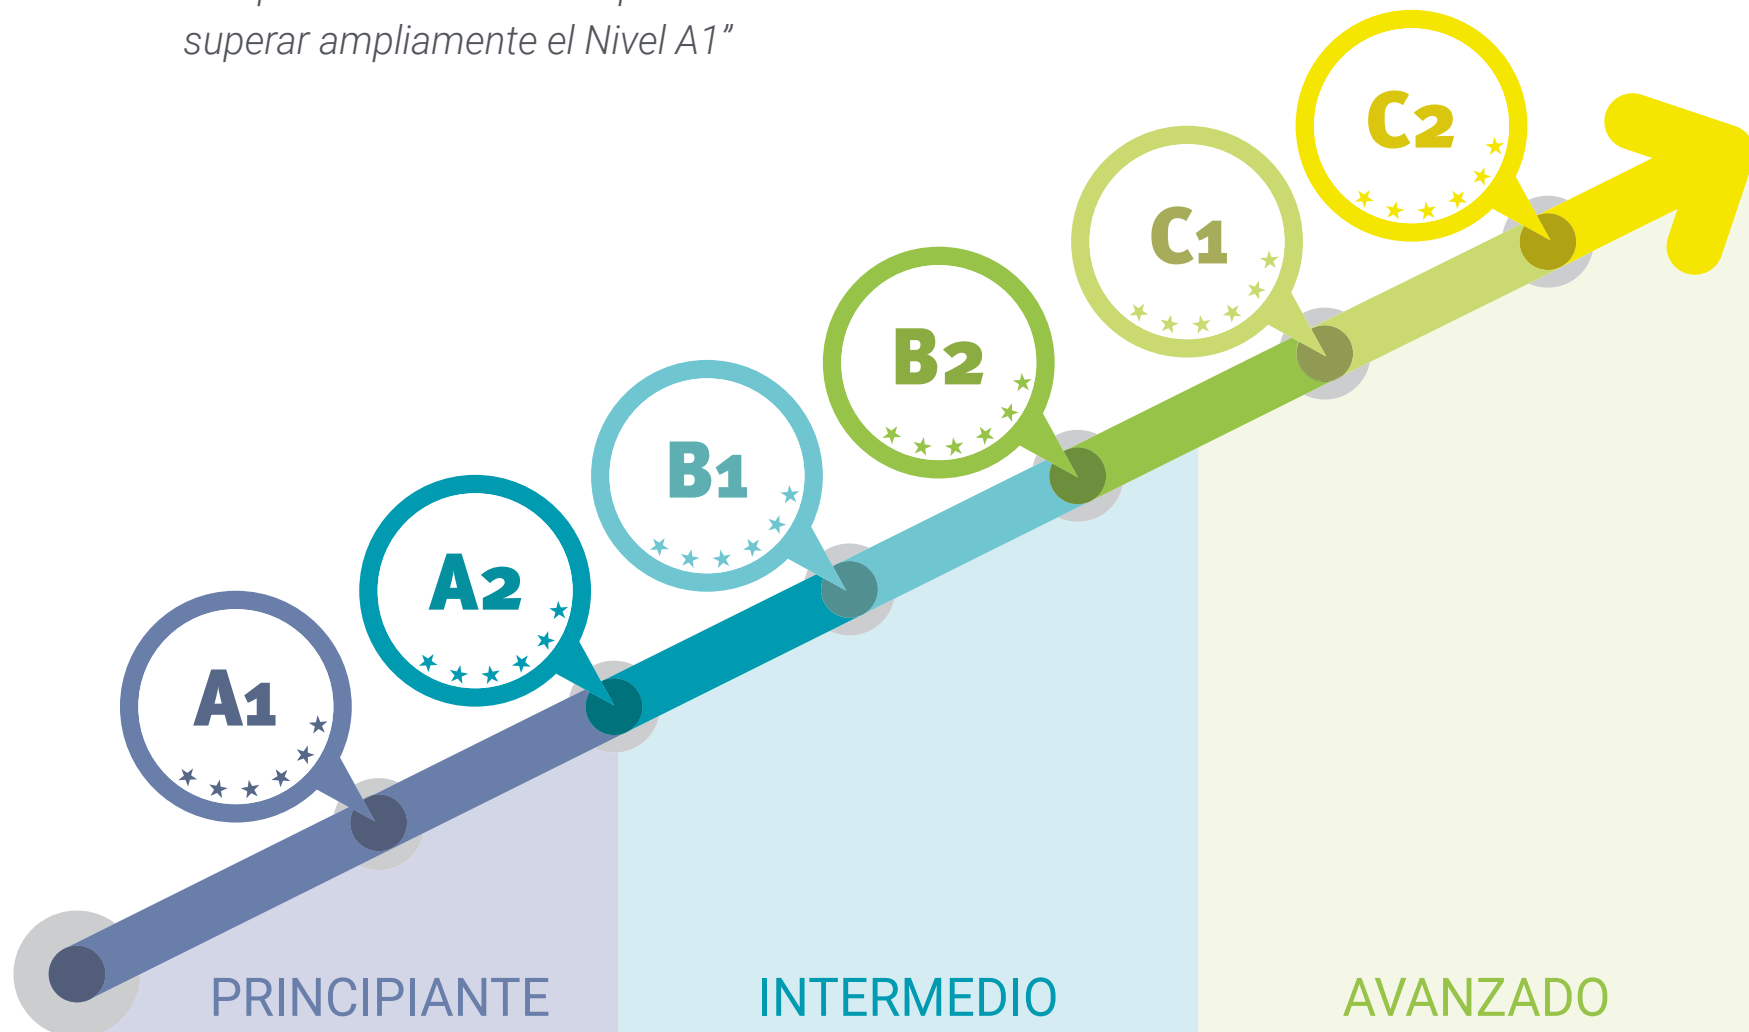 superar ampliamente el Nivel A1”
C2
C1
B2
B1
A2
A1
PRINCIPIANTE
INTERMEDIO
AVANZADO